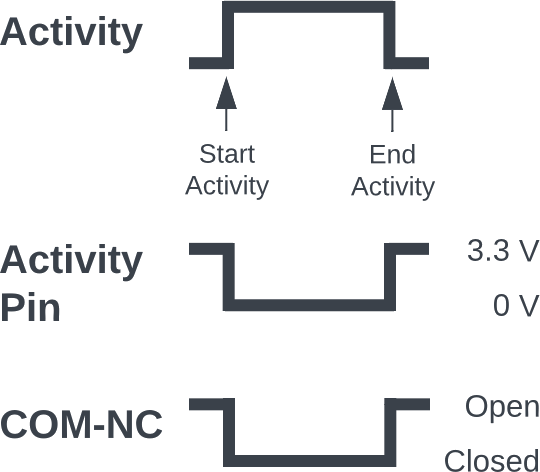 Activity
Start
Activity
End
Activity
Activity
Pin
3.3 V
0 V
COM-NC
Open
Closed